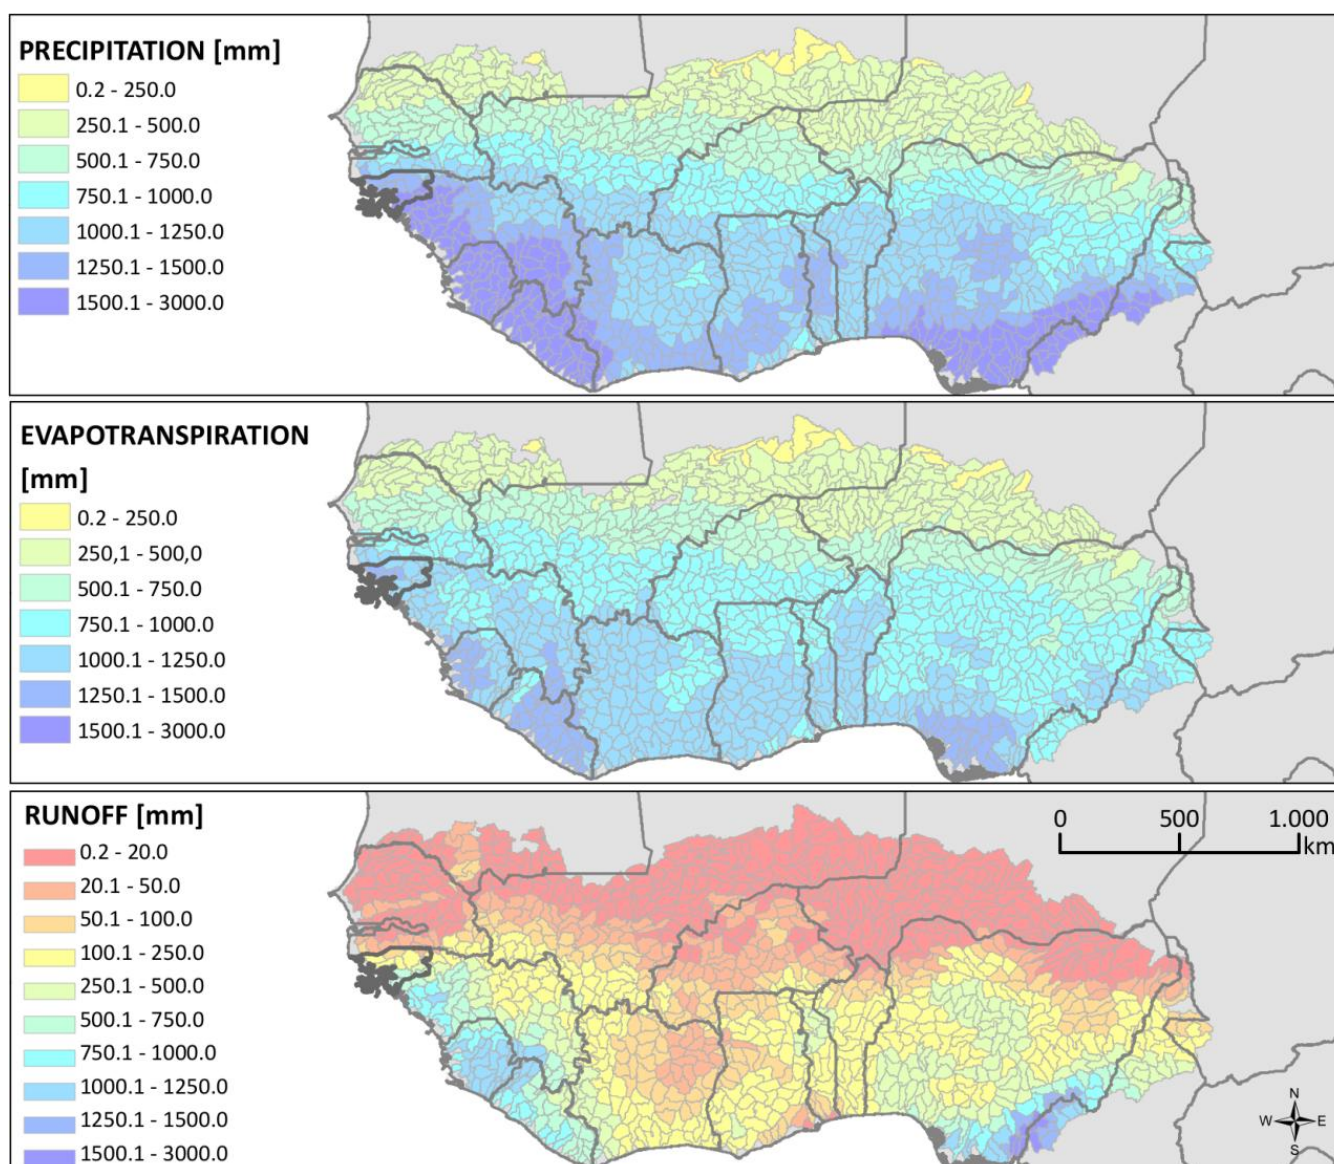 PRECIPITATION [mm]
0.2 - 250.0
250.1 - 500.0
500.1 - 750.0
750.1 - 1000.0
1000.1 - 1250.0
1250.1 - 1500.0
1500.1 - 3000.0
EVAPOTRANSPIRATION
[mm]
0.2 - 250.0
250,1 - 500,0
500.1 - 750.0
750.1 - 1000.0
1000.1 - 1250.0
1250.1 - 1500.0
1500.1 - 3000.0
RUNOFF [mm]
0.2 - 20.0
20.1 - 50.0
50.1 - 100.0
100.1 - 250.0
250.1 - 500.0
500.1 - 750.0
750.1 - 1000.0
1000.1 - 1250.0
1250.1 - 1500.0
1500.1 - 3000.0
0 500 1.000
km
N
W E
S